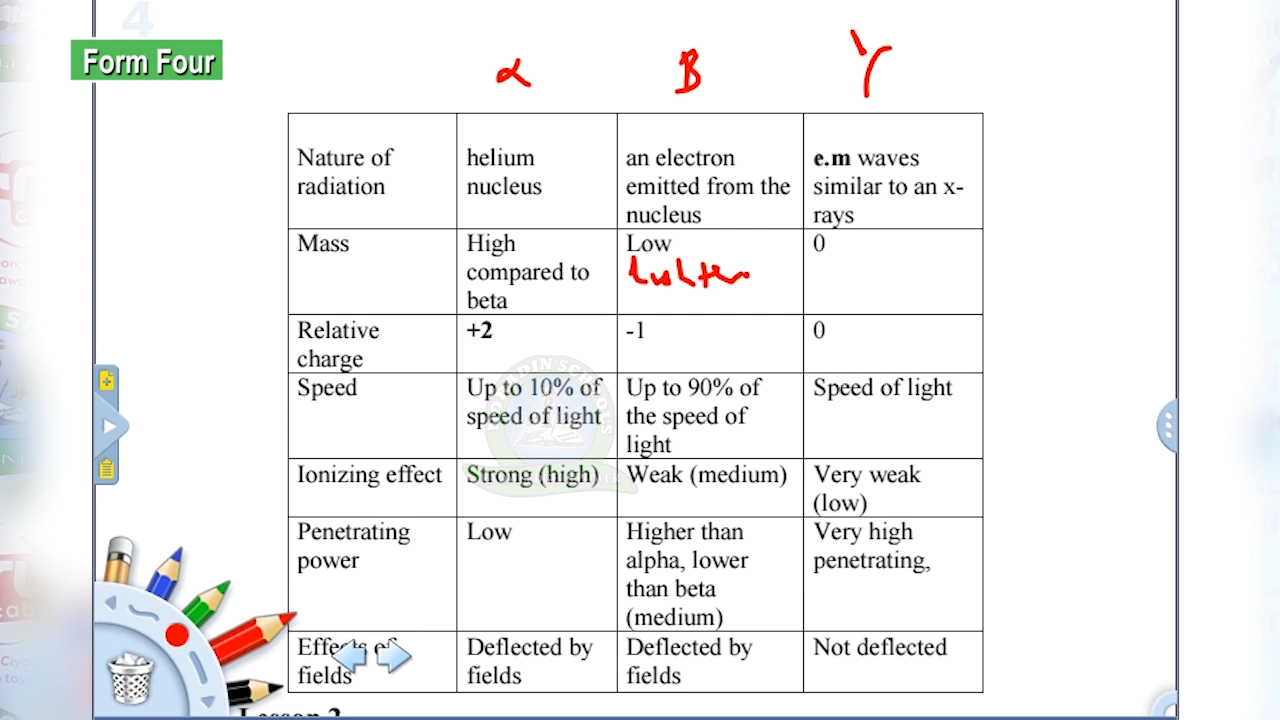 4
Form Four
α B γ
Nature of radiation | helium nucleus | an electron emitted from the nucleus | e.m waves similar to an x-rays
Mass | High compared to beta | Low | 0
Relative charge | +2 | -1 | 0
Speed | Up to 10% of speed of light | Up to 90% of the speed of light | Speed of light
Ionizing effect | Strong (high) | Weak (medium) | Very weak (low)
Penetrating power | Low | Higher than alpha, lower than beta (medium) | Very high penetrating,
Effects of fields | Deflected by fields | Deflected by fields | Not deflected